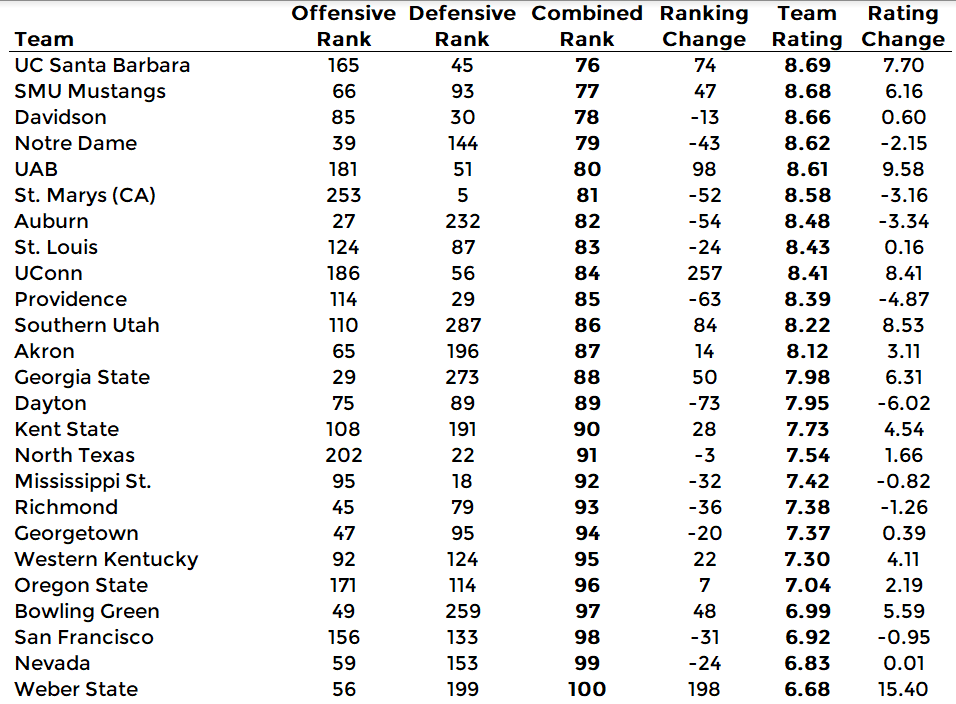 Offensive Defensive Combined Ranking Team Rating
Team Rank Rank Rank Change Rating Change
UC Santa Barbara 165 45 76 74 8.69 7.70
SMU Mustangs 66 93 77 47 8.68 6.16
Davidson 85 30 78 -13 8.66 0.60
Notre Dame 39 144 79 -43 8.62 -2.15
UAB 181 51 80 98 8.61 9.58
St. Marys (CA) 253 5 81 -52 8.58 -3.16
Auburn 27 232 82 -54 8.48 -3.34
St. Louis 124 87 83 -24 8.43 0.16
UConn 186 56 84 257 8.41 8.41
Providence 114 29 85 -63 8.39 -4.87
Southern Utah 110 287 86 84 8.22 8.53
Akron 65 196 87 14 8.12 3.11
Georgia State 29 273 88 50 7.98 6.31
Dayton 75 89 89 -73 7.95 -6.02
Kent State 108 191 90 28 7.73 4.54
North Texas 202 22 91 -3 7.54 1.66
Mississippi St. 95 18 92 -32 7.42 -0.82
Richmond 45 79 93 -36 7.38 -1.26
Georgetown 47 95 94 -20 7.37 0.39
Western Kentucky 92 124 95 22 7.30 4.11
Oregon State 171 114 96 7 7.04 2.19
Bowling Green 49 259 97 48 6.99 5.59
San Francisco 156 133 98 -31 6.92 -0.95
Nevada 59 153 99 -24 6.83 0.01
Weber State 56 199 100 198 6.68 15.40